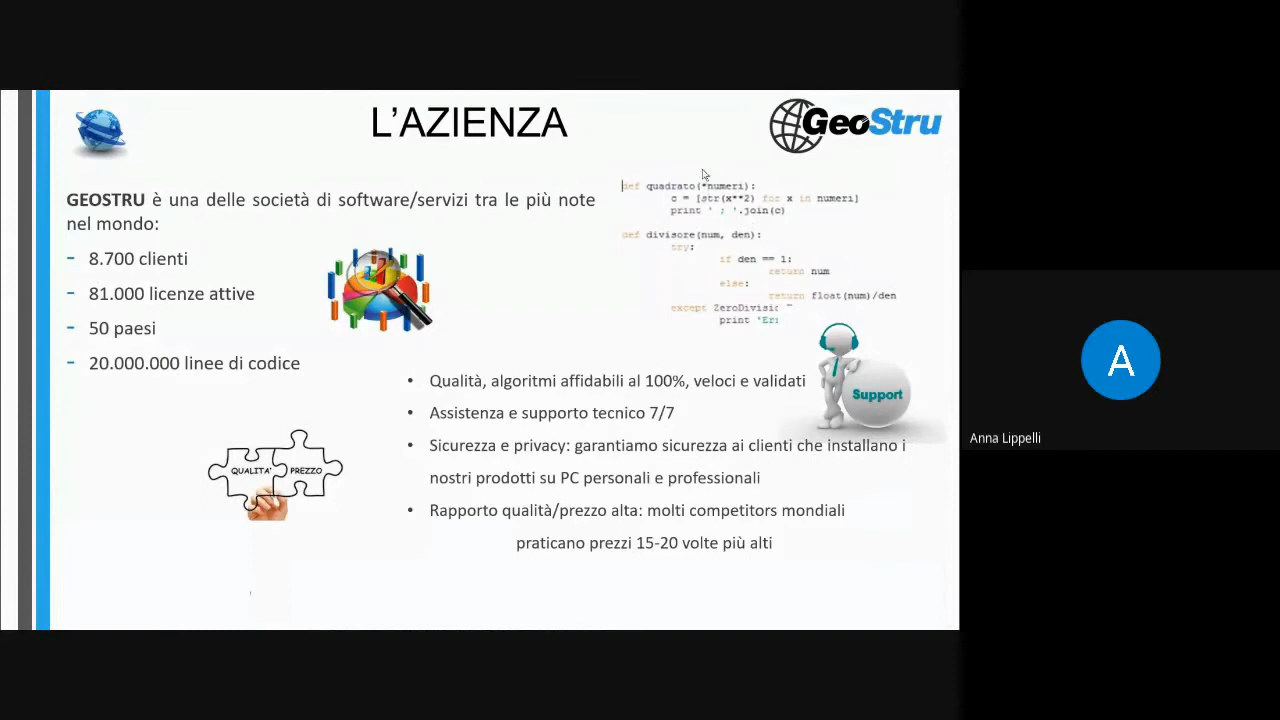 L'AZIENZA
GeoStru
GEOSTRU è una delle società di software/servizi tra le più note
nel mondo:
- 8.700 clienti
- 81.000 licenze attive
- 50 paesi
- 20.000.000 linee di codice
def quadrato(*numeri):
c = [str(x**2) for x in numeri]
print ' ; '.join(c)
def divisore(num, den):
try:
if den == 1:
return num
else:
return float(num)/den
except
print
Support
• Qualità, algoritmi affidabili al 100%, veloci e validati
• Assistenza e supporto tecnico 7/7
• Sicurezza e privacy: garantiamo sicurezza ai clienti che installano i
nostri prodotti su PC personali e professionali
• Rapporto qualità/prezzo alta: molti competitors mondiali
praticano prezzi 15-20 volte più alti
QUALITA' PREZZO
A
Anna Lippelli